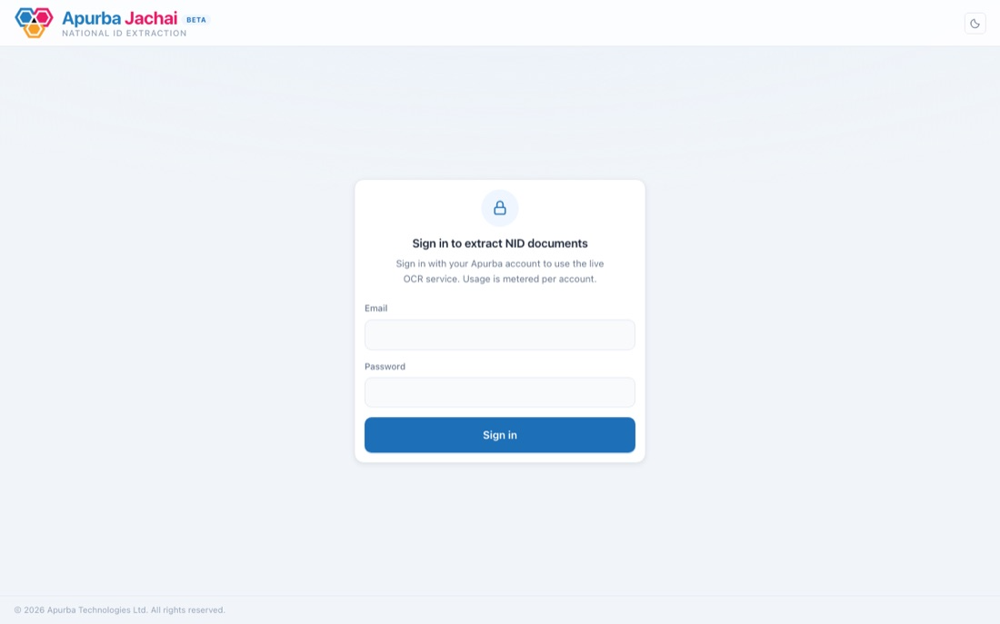 Apurba Jachai BETA
NATIONAL ID EXTRACTION
Sign in to extract NID documents
Sign in with your Apurba account to use the live
OCR service. Usage is metered per account.
Email
Password
Sign in
© 2026 Apurba Technologies Ltd. All rights reserved.